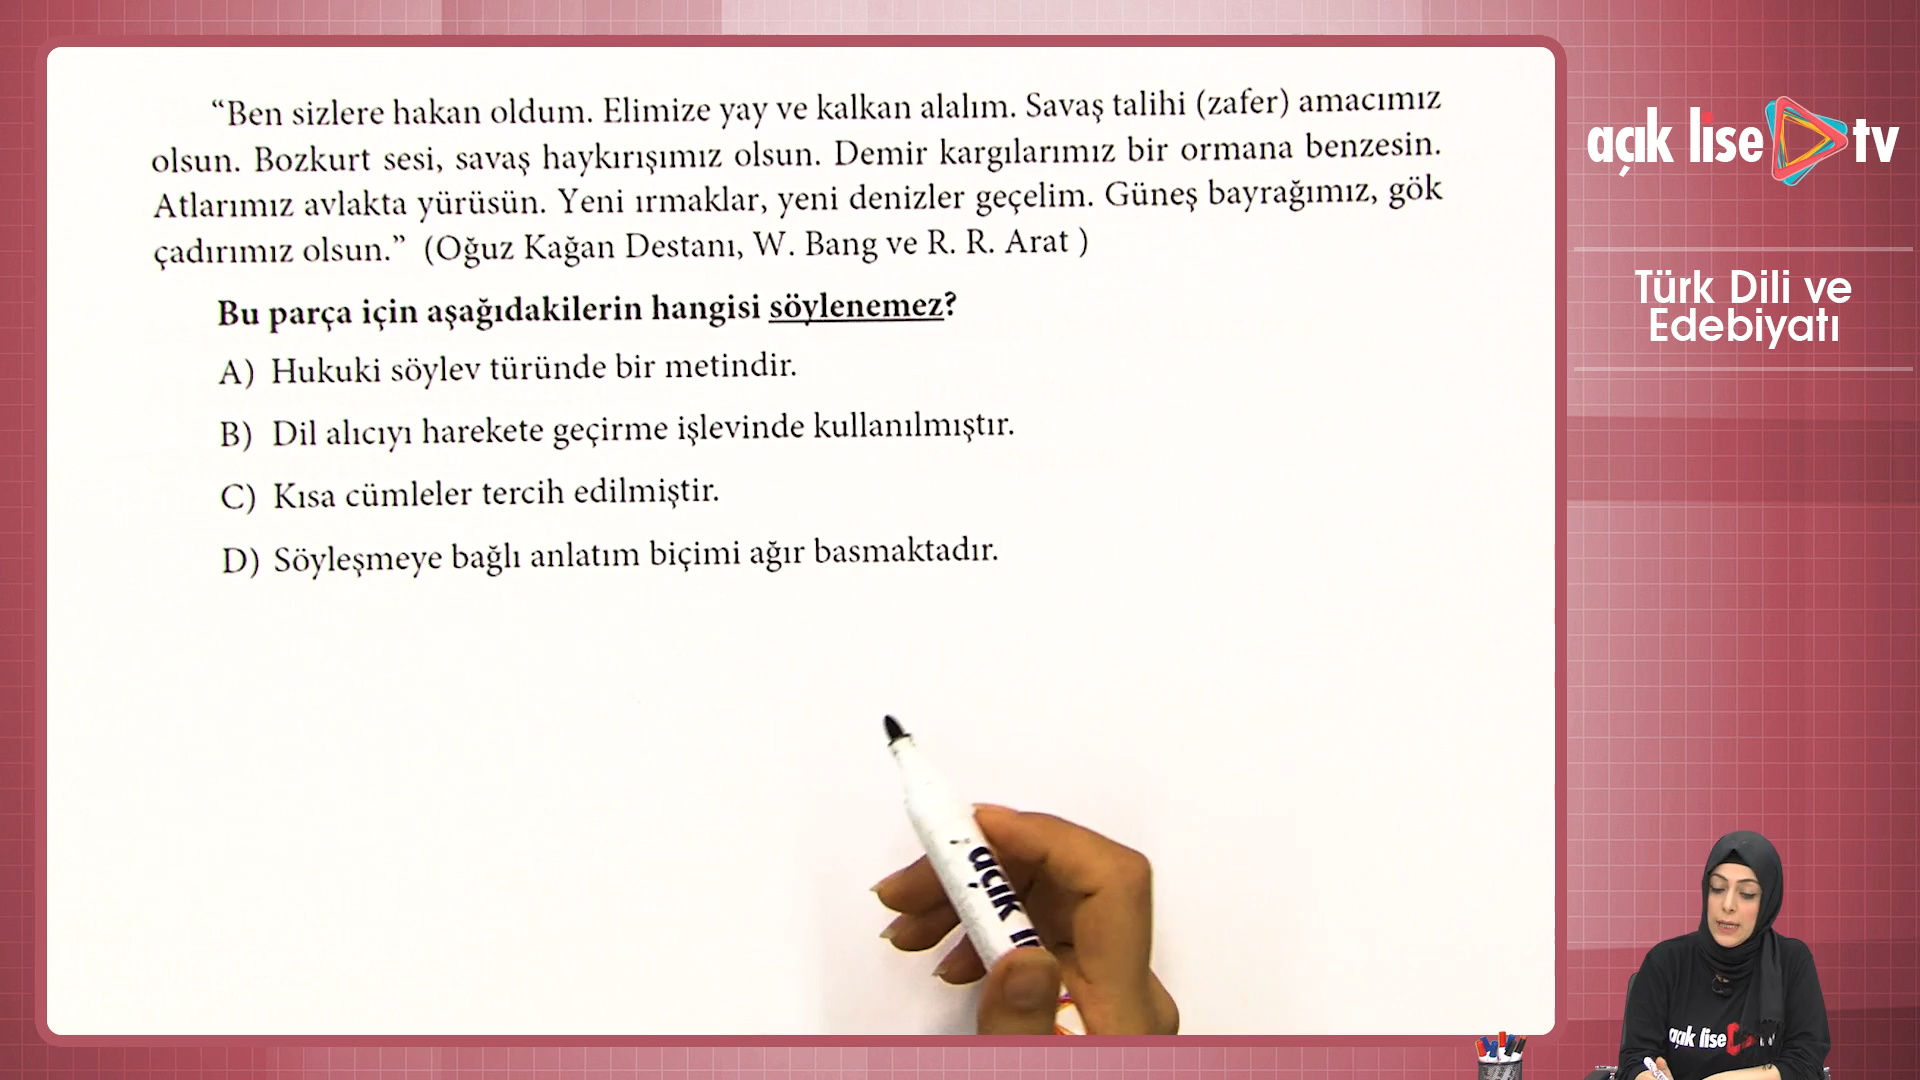 “Ben sizlere hakan oldum. Elimize yay ve kalkan alalım. Savaş talihi (zafer) amacımız
olsun. Bozkurt sesi, savaş haykırışımız olsun. Demir kargılarımız bir ormana benzesin.
Atlarımız avlakta yürüsün. Yeni ırmaklar, yeni denizler geçelim. Güneş bayrağımız, gök
çadırımız olsun.” (Oğuz Kağan Destanı, W. Bang ve R. R. Arat )
Bu parça için aşağıdakilerin hangisi söylenemez?
A) Hukuki söylev türünde bir metindir.
B) Dil alıcıyı harekete geçirme işlevinde kullanılmıştır.
C) Kısa cümleler tercih edilmiştir.
D) Söyleşmeye bağlı anlatım biçimi ağır basmaktadır.
açık lise tv
Türk Dili ve
Edebiyatı
açık li
açık lise